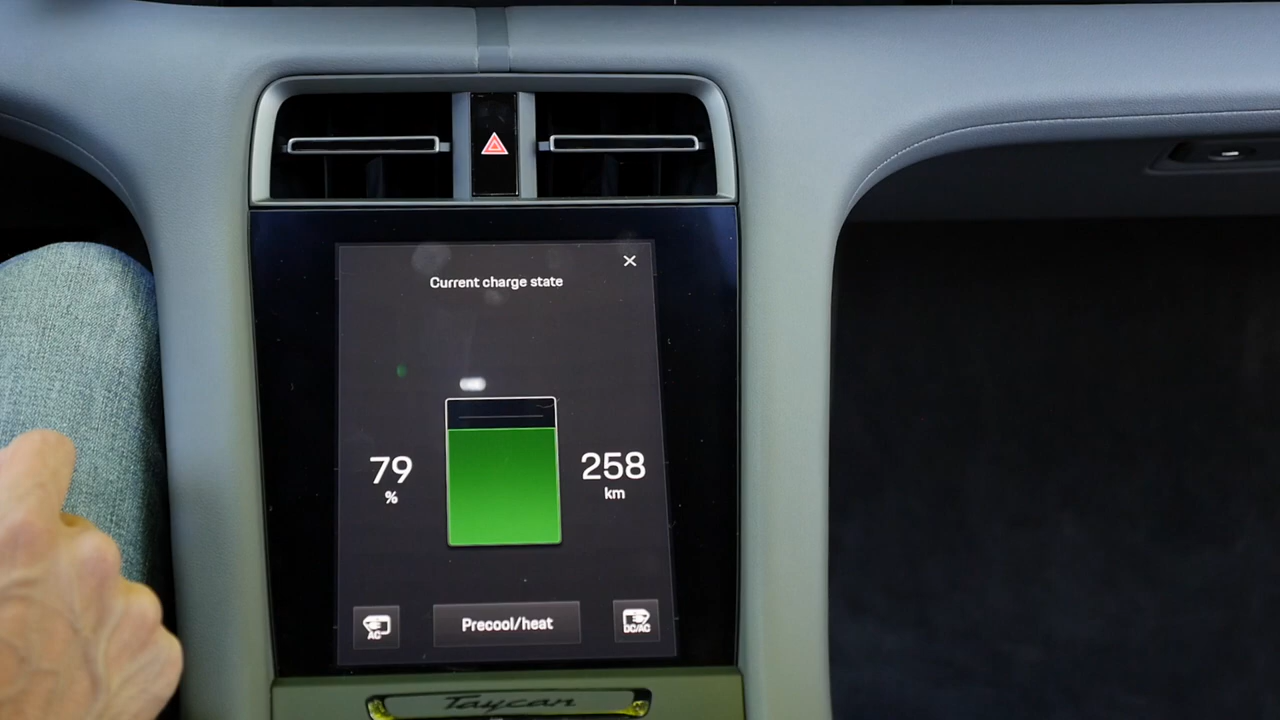 Current charge state
79
%
258
km
AC
Precool/heat
DC/AC
Taycan